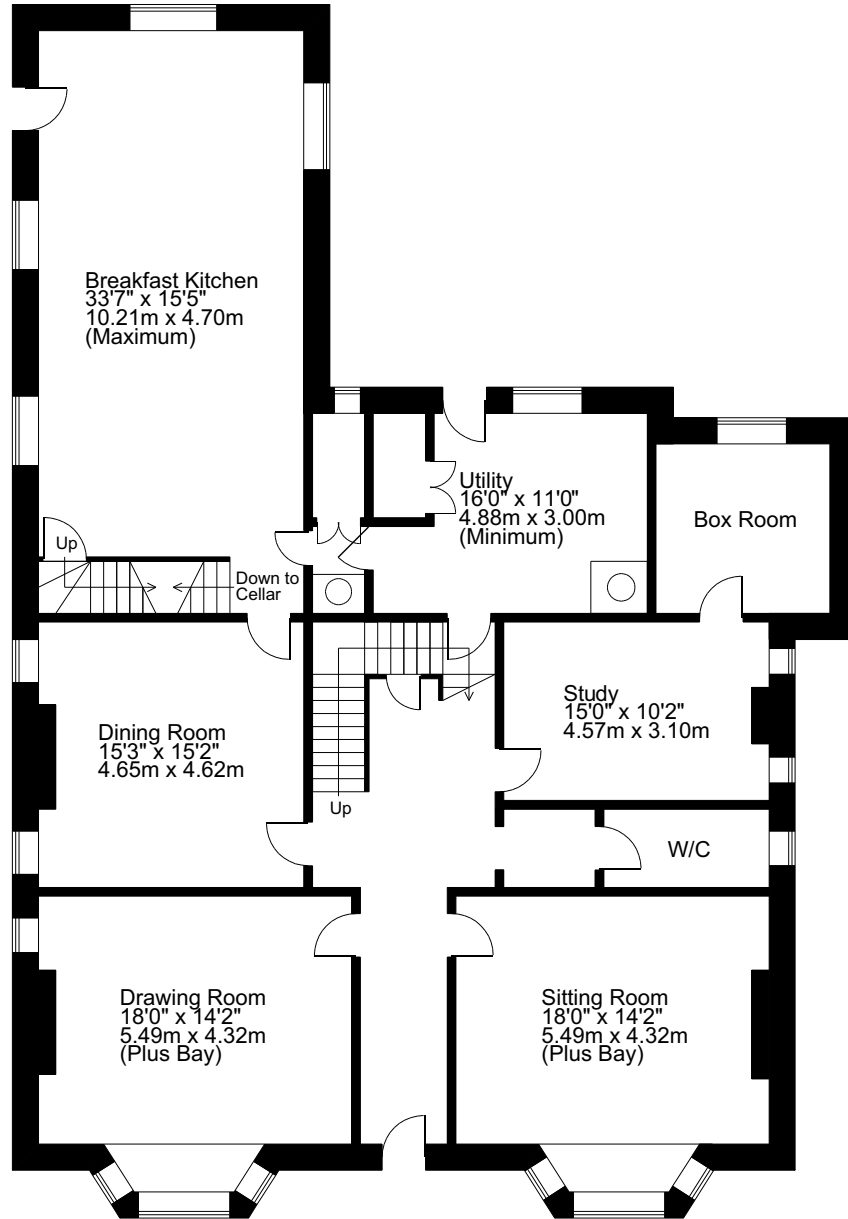 Breakfast Kitchen
33'7" x 15'5"
10.21m x 4.70m
(Maximum)
Utility
16'0" x 11'0"
4.88m x 3.00m
(Minimum)
Box Room
Up
Down to
Cellar
Dining Room
15'3" x 15'2"
4.65m x 4.62m
Study
15'0" x 10'2"
4.57m x 3.10m
Up
W/C
Drawing Room
18'0" x 14'2"
5.49m x 4.32m
(Plus Bay)
Sitting Room
18'0" x 14'2"
5.49m x 4.32m
(Plus Bay)